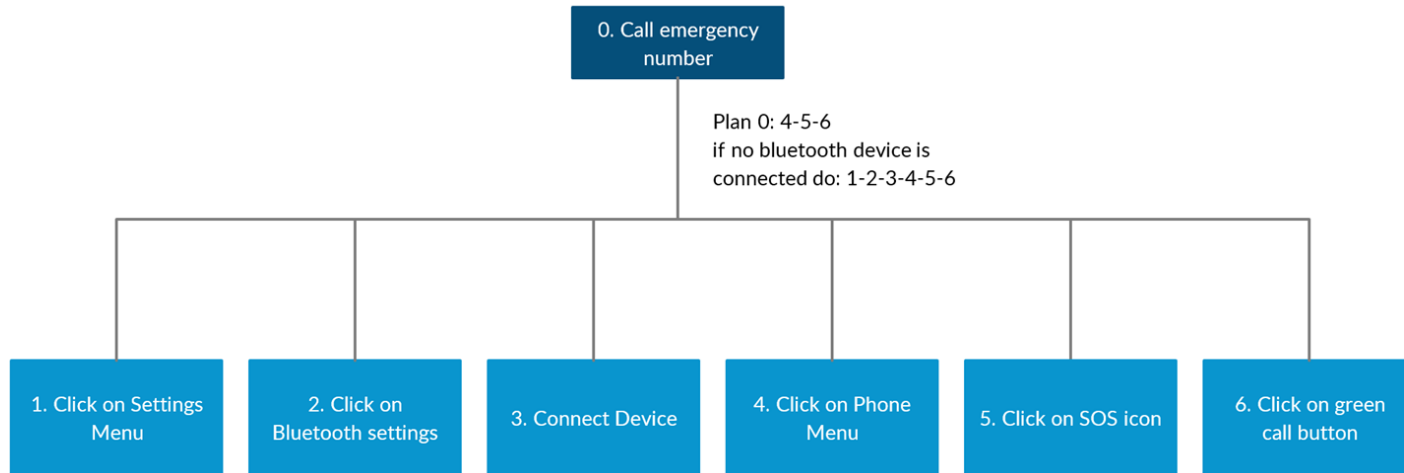 0. Call emergency
number
Plan 0: 4-5-6
if no bluetooth device is
connected do: 1-2-3-4-5-6
1. Click on Settings
Menu
2. Click on
Bluetooth settings
3. Connect Device
4. Click on Phone
Menu
5. Click on SOS icon
6. Click on green
call button